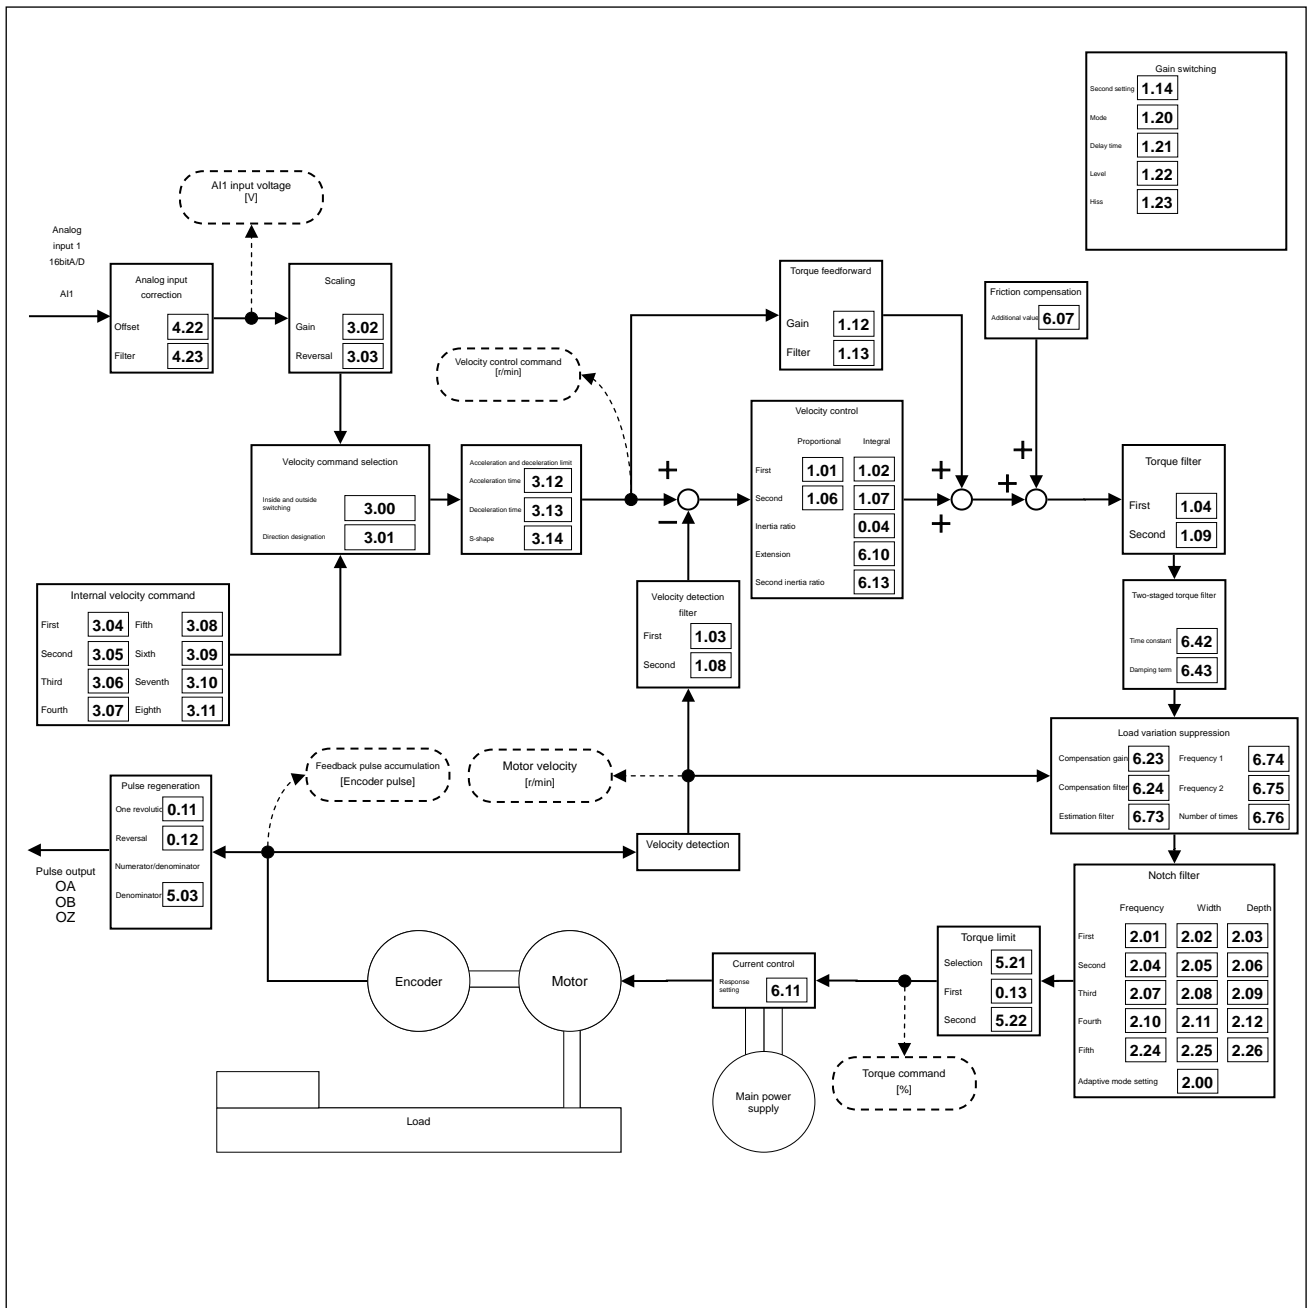 Gain switching
Second setting 1.14
Mode 1.20
Delay time 1.21
Level 1.22
Hiss 1.23
AI1 input voltage
[V]
Analog
input 1
16bitA/D
AI1
Analog input
correction
Offset 4.22
Filter 4.23
Scaling
Gain 3.02
Reversal 3.03
Velocity control command
[r/min]
Torque feedforward
Gain 1.12
Filter 1.13
Friction compensation
Additional value 6.07
Velocity command selection
Inside and outside
switching 3.00
Direction designation 3.01
Acceleration and deceleration limit
Acceleration time 3.12
Deceleration time 3.13
S-shape 3.14
+
−
Velocity control
Proportional Integral
First 1.01 1.02
Second 1.06 1.07
Inertia ratio 0.04
Extension 6.10
Second inertia ratio 6.13
+
+
+
+
Torque filter
First 1.04
Second 1.09
Internal velocity command
First 3.04 Fifth 3.08
Second 3.05 Sixth 3.09
Third 3.06 Seventh 3.10
Fourth 3.07 Eighth 3.11
Velocity detection
filter
First 1.03
Second 1.08
Two-staged torque filter
Time constant 6.42
Damping term 6.43
Load variation suppression
Compensation gain 6.23 Frequency 1 6.74
Compensation filter 6.24 Frequency 2 6.75
Estimation filter 6.73 Number of times 6.76
Feedback pulse accumulation
[Encoder pulse]
Motor velocity
[r/min]
Pulse regeneration
One revolutic 0.11
Reversal 0.12
Numerator/denominator
Denominator 5.03
Pulse output
OA
OB
OZ
Velocity detection
Notch filter
Frequency Width Depth
First 2.01 2.02 2.03
Second 2.04 2.05 2.06
Third 2.07 2.08 2.09
Fourth 2.10 2.11 2.12
Fifth 2.24 2.25 2.26
Adaptive mode setting 2.00
Torque limit
Selection 5.21
First 0.13
Second 5.22
Current control
Response
setting 6.11
Encoder
Motor
Torque command
[%]
Main power
supply
Load